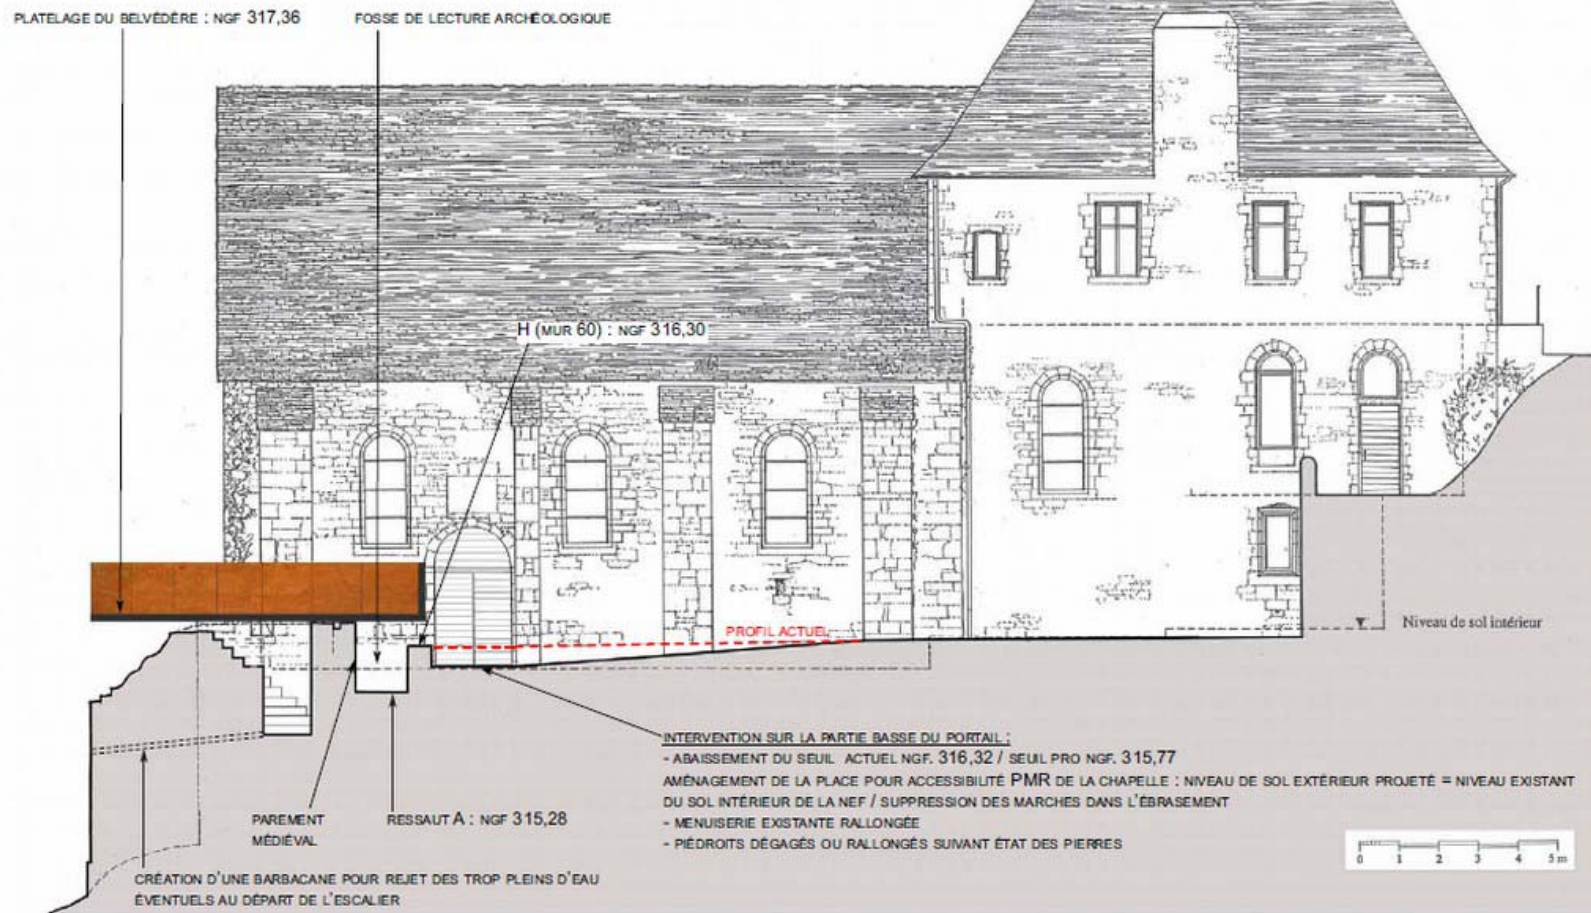 PLATELAGE DU BELVÉDÈRE : NGF 317,36
FOSSE DE LECTURE ARCHÉOLOGIQUE
H (MUR 60) : NGF 316,30
PROFIL ACTUEL
Niveau de sol intérieur
INTERVENTION SUR LA PARTIE BASSE DU PORTAIL :
- ABAISSEMENT DU SEUIL ACTUEL NGF. 316,32 / SEUIL PRO NGF. 315,77
AMÉNAGEMENT DE LA PLACE POUR ACCESSIBILITÉ PMR DE LA CHAPELLE : NIVEAU DE SOL EXTÉRIEUR PROJETÉ = NIVEAU EXISTANT
DU SOL INTÉRIEUR DE LA NEF / SUPPRESSION DES MARCHES DANS L'ÉBRASEMENT
- MENUISERIE EXISTANTE RALLONGÉE
- PIÉDROITS DÉGAGÉS OU RALLONGÉS SUIVANT ÉTAT DES PIERRES
PAREMENT
MÉDIÉVAL
RESSAUT A : NGF 315,28
CRÉATION D'UNE BARBACANE POUR REJET DES TROP PLEINS D'EAU
ÉVENTUELS AU DÉPART DE L'ESCALIER
0 1 2 3 4 5 m